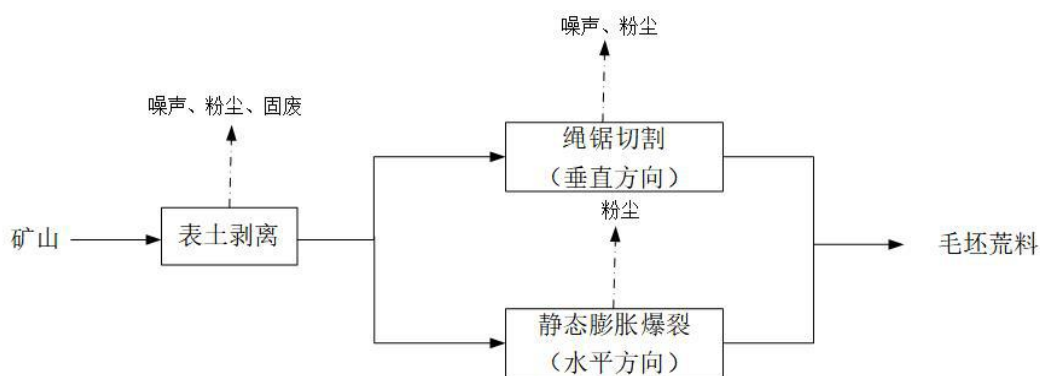 噪声、粉尘
噪声、粉尘、固废
绳锯切割
（垂直方向）
粉尘
矿山
表土剥离
毛坯荒料
静态膨胀爆裂
（水平方向）